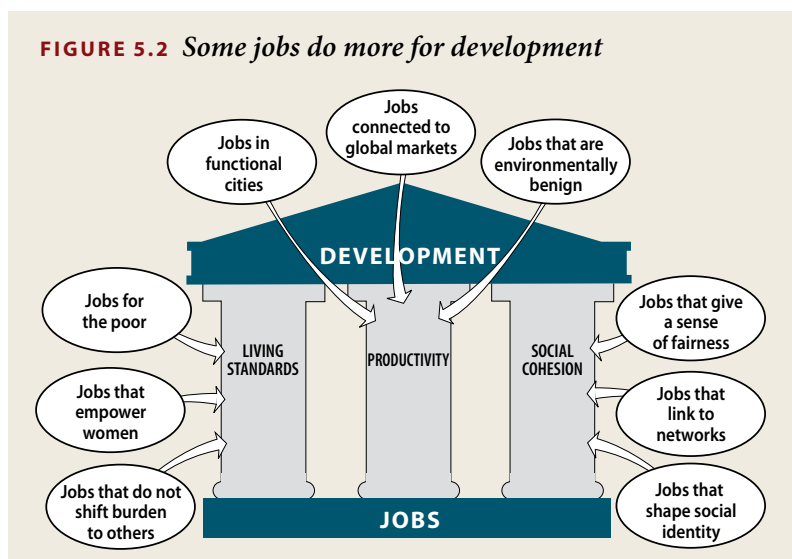 FIGURE 5.2 Some jobs do more for development
Jobs
connected to
global markets
Jobs in
functional
cities
Jobs that are
environmentally
benign
DEVELOPMENT
Jobs for
the poor
Jobs that
empower
women
Jobs that do not
shift burden
to others
LIVING
STANDARDS
PRODUCTIVITY
SOCIAL
COHESION
Jobs that give
a sense
of fairness
Jobs that
link to
networks
Jobs that
shape social
identity
JOBS